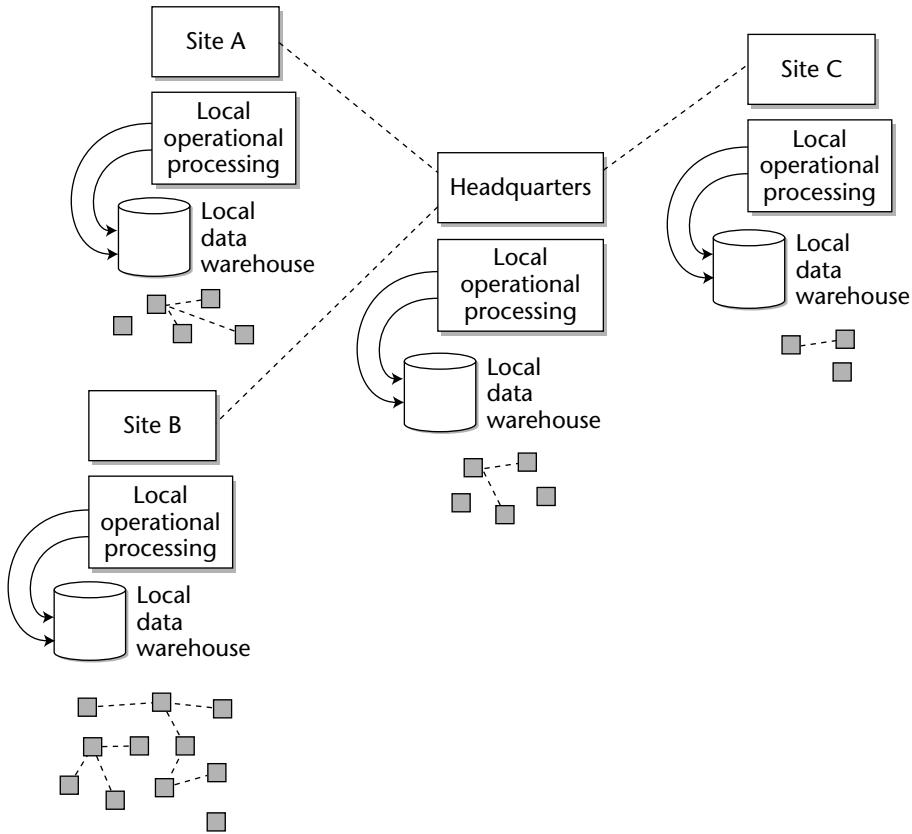 Site A
Local
operational
processing
Local
data
warehouse
Site B
Local
operational
processing
Local
data
warehouse
Headquarters
Local
operational
processing
Local
data
warehouse
Site C
Local
operational
processing
Local
data
warehouse